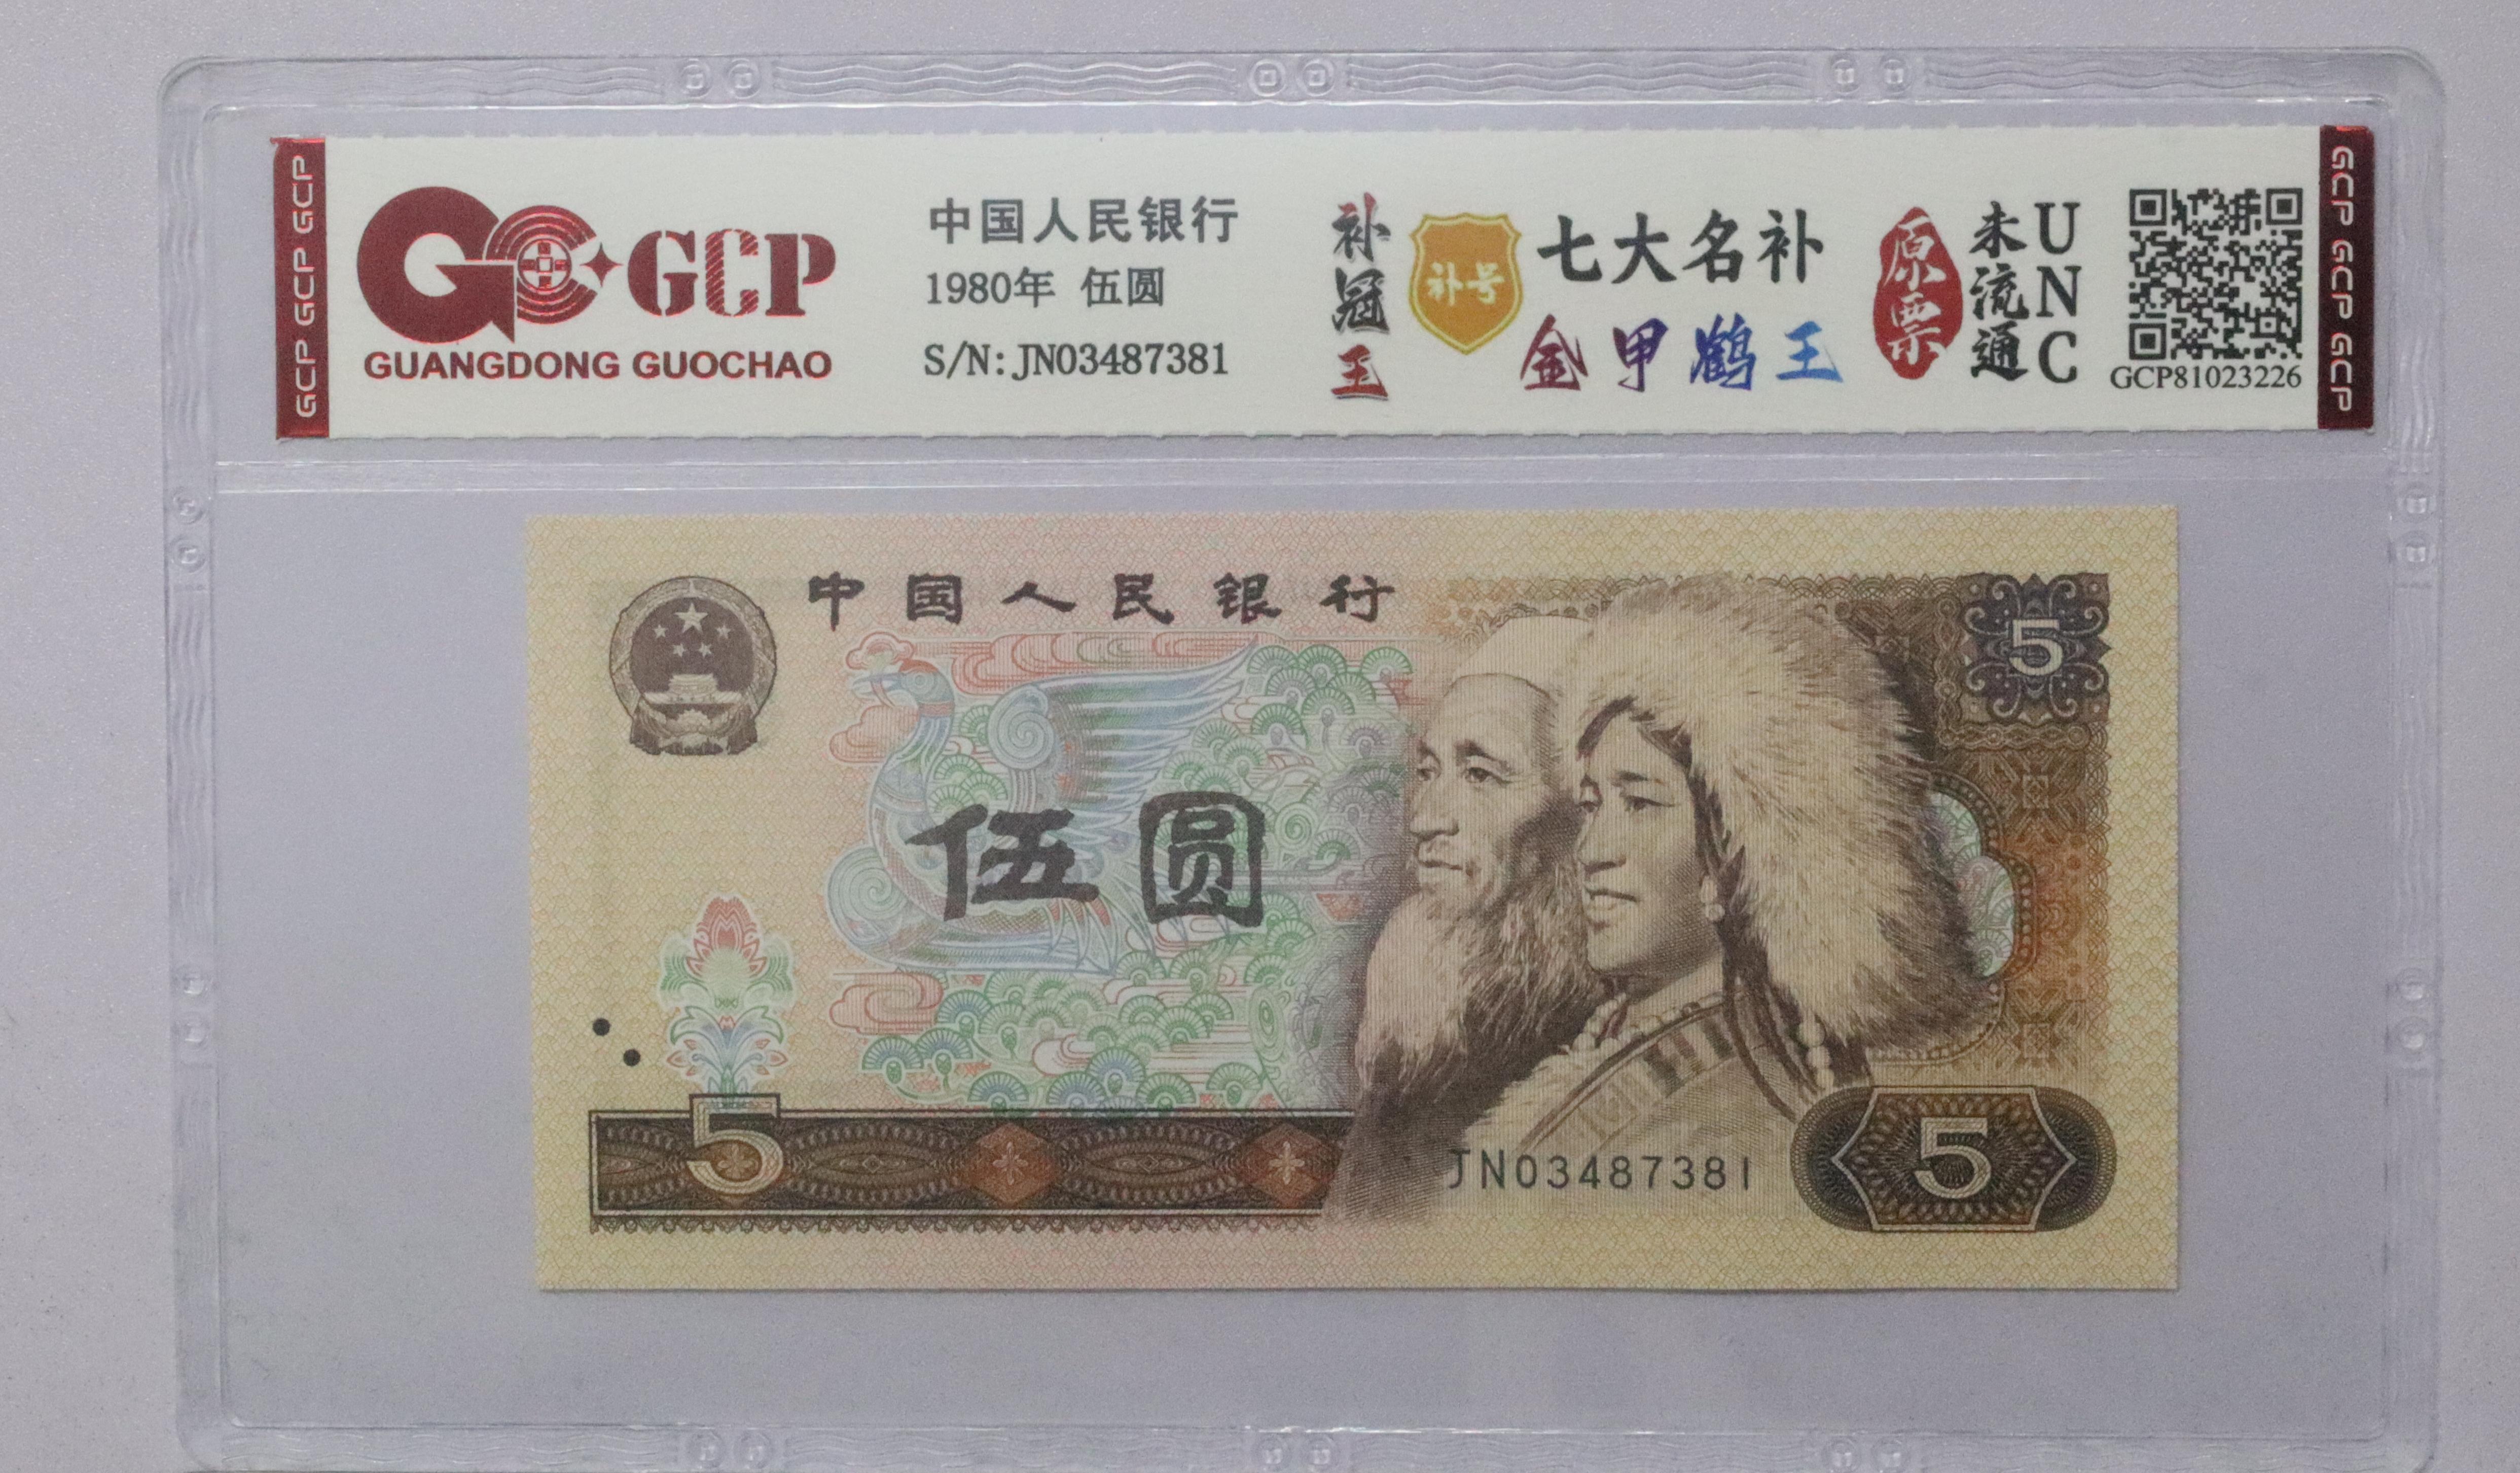 GCP GCP GCP
GCP
GUANGDONG GUOCHAO
中国人民银行
1980年 伍圆
S/N: JN03487381
补冠王
补号
七大名补
金甲鹤王
原票
未流通
UNC
GCP81023226
GCP GCP GCP
中国人民银行
5
伍圆
5
JN03487381
5